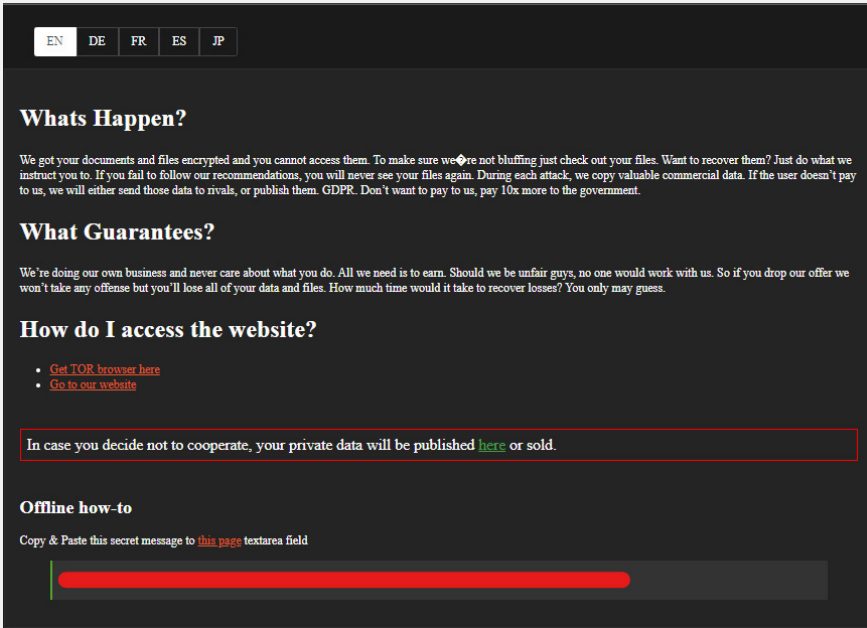 EN DE FR ES JP
Whats Happen?
We got your documents and files encrypted and you cannot access them. To make sure we�re not bluffing just check out your files. Want to recover them? Just do what we
instruct you to. If you fail to follow our recommendations, you will never see your files again. During each attack, we copy valuable commercial data. If the user doesn’t pay
to us, we will either send those data to rivals, or publish them. GDPR. Don’t want to pay to us, pay 10x more to the government.
What Guarantees?
We’re doing our own business and never care about what you do. All we need is to earn. Should we be unfair guys, no one would work with us. So if you drop our offer we
won’t take any offense but you’ll lose all of your data and files. How much time would it take to recover losses? You only may guess.
How do I access the website?
• Get TOR browser here
• Go to our website
In case you decide not to cooperate, your private data will be published here or sold.
Offline how-to
Copy & Paste this secret message to this page textarea field